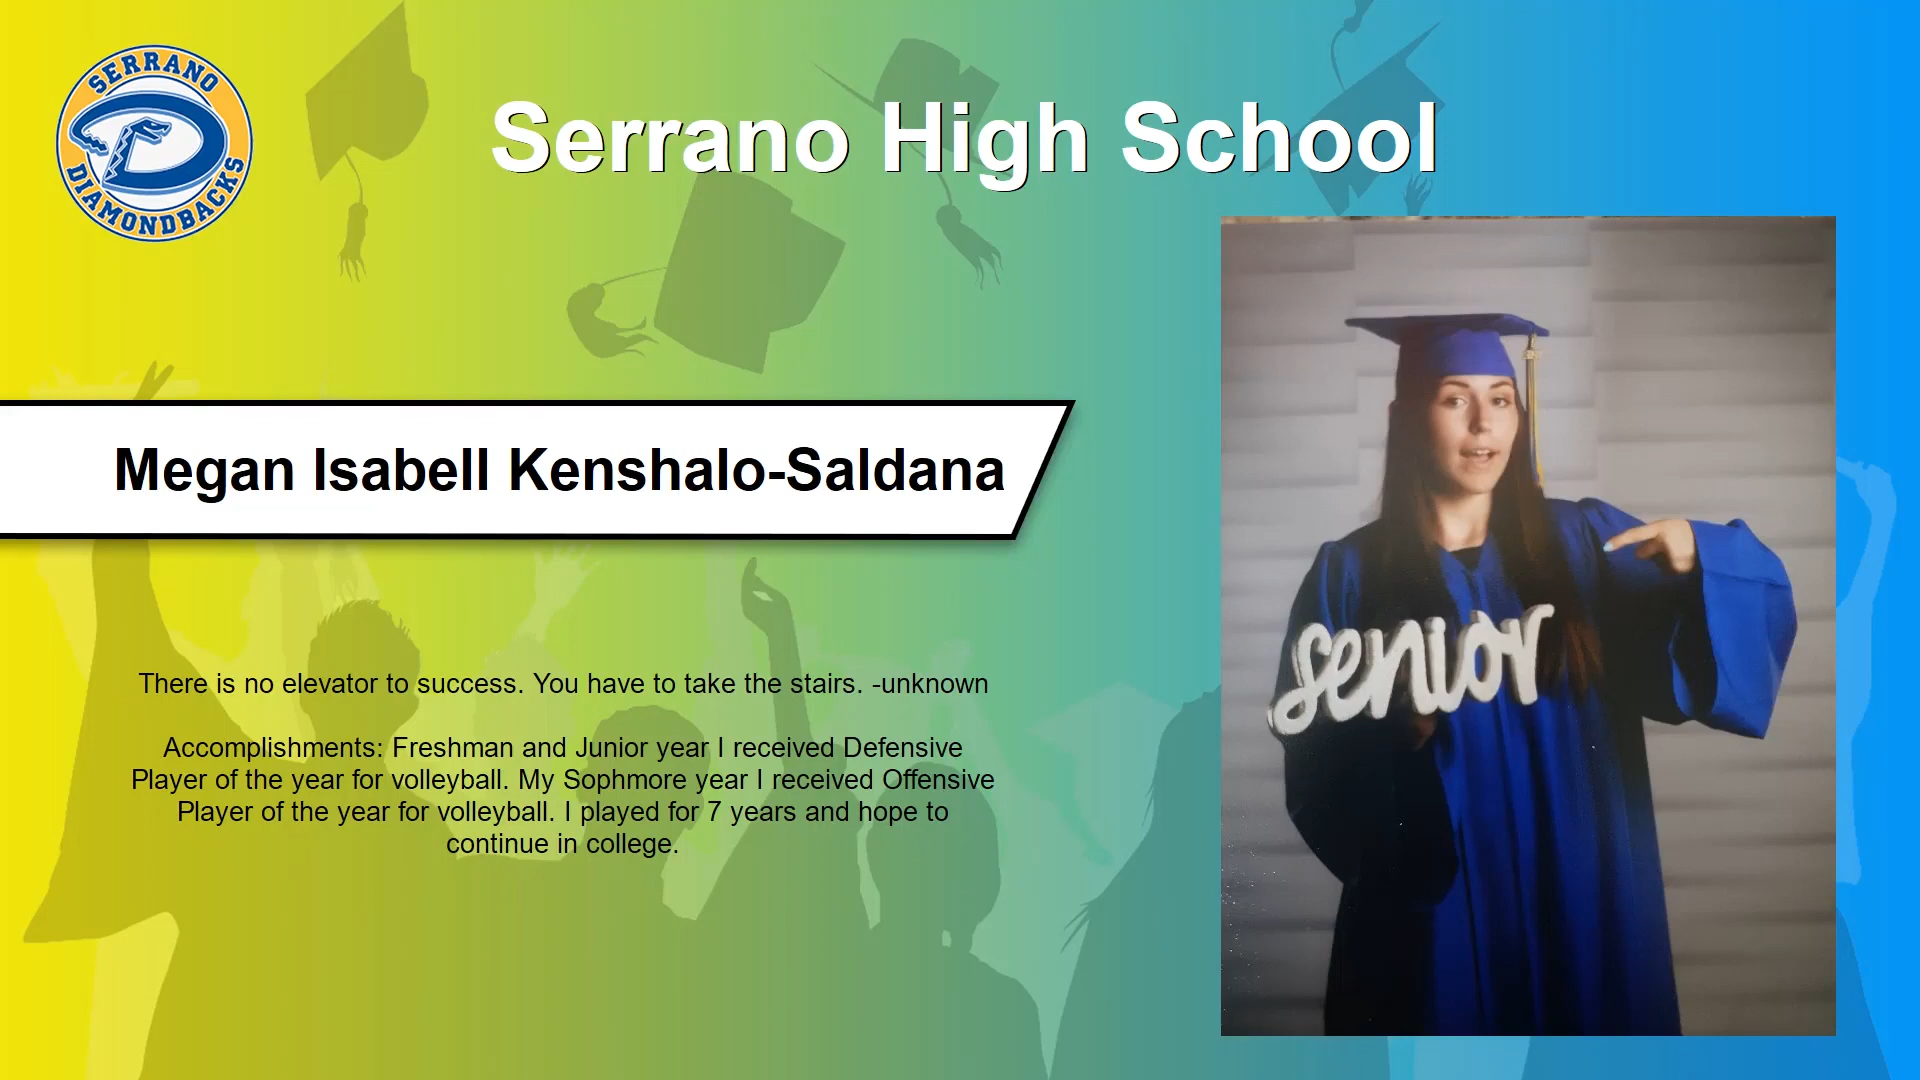 SERRANO
DIAMONDBACKS
Serrano High School
Megan Isabell Kenshalo-Saldana
There is no elevator to success. You have to take the stairs. -unknown
Accomplishments: Freshman and Junior year I received Defensive
Player of the year for volleyball. My Sophmore year I received Offensive
Player of the year for volleyball. I played for 7 years and hope to
continue in college.
senior